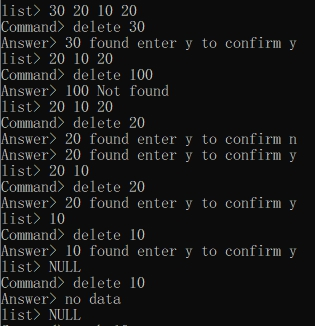 list> 30 20 10 20
Command> delete 30
Answer> 30 found enter y to confirm y
list> 20 10 20
Command> delete 100
Answer> 100 Not found
list> 20 10 20
Command> delete 20
Answer> 20 found enter y to confirm n
Answer> 20 found enter y to confirm y
list> 20 10
Command> delete 20
Answer> 20 found enter y to confirm y
list> 10
Command> delete 10
Answer> 10 found enter y to confirm y
list> NULL
Command> delete 10
Answer> no data
list> NULL